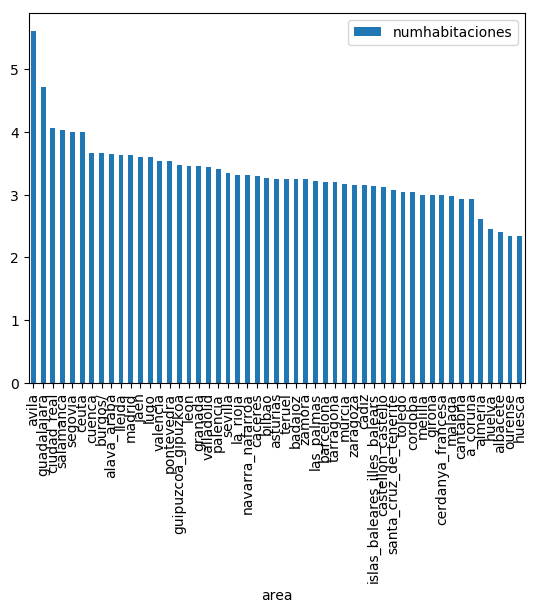 numhabitaciones
5
4
3
2
1
0
avila
guadalajara
ciudad_real
salamanca
segovia
ceuta
cuenca
burgos/
alava_araba
lleida
madrid
jaen
lugo
valencia
pontevedra
guipuzcoa_gipuzkoa
leon
granada
valladolid
palencia
sevilla
la_rioja
navarra_nafarroa
caceres
bilbao
asturias
teruel
badajoz
zamora
las_palmas
barcelona
tarragona
murcia
zaragoza
cadiz
islas_baleares_illes_balears
castellon_castello
santa_cruz_de_tenerife
toledo
cordoba
melilla
girona
cerdanya_francesa
malaga
cantabria
a_coruna
almeria
huelva
albacete
ourense
huesca
area